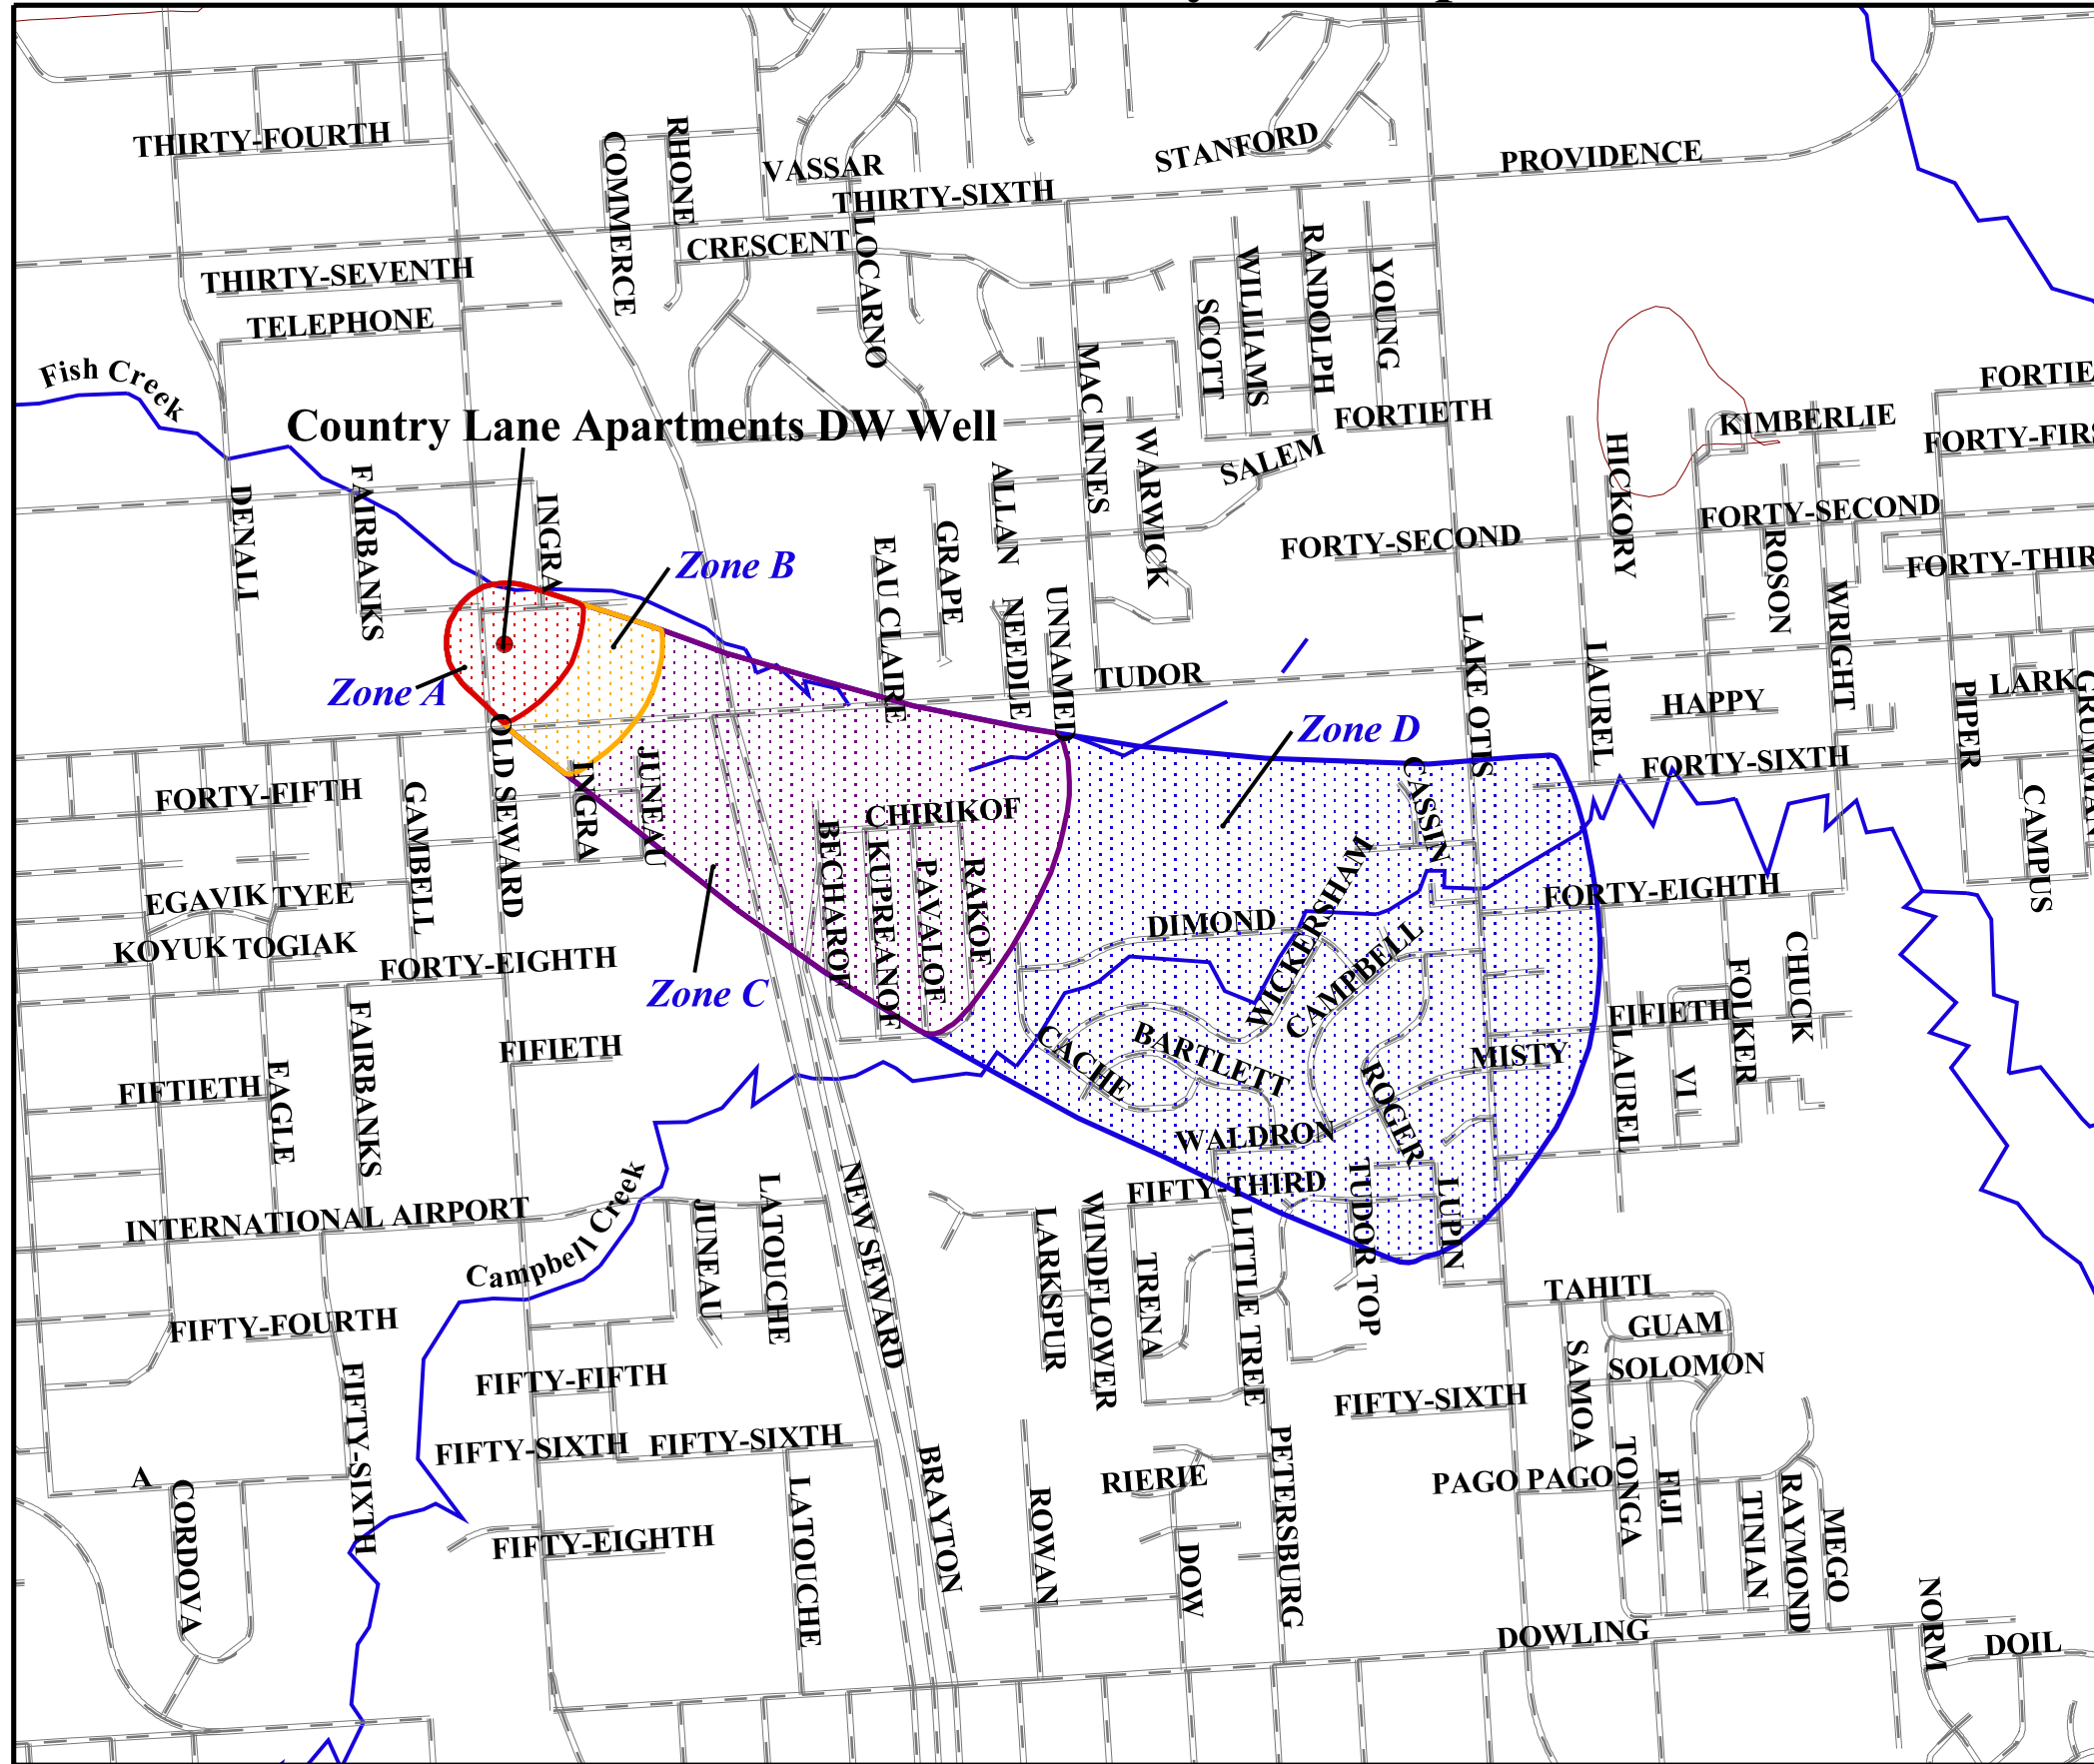 THIRTY-FOURTH
COMMERCE
RHONE
VASSAR
STANFORD
PROVIDENCE
THIRTY-SIXTH
CRESCENT
LOCARNO
THIRTY-SEVENTH
TELEPHONE
SCOTT
WILLIAMS
RANDOLPH
YOUNG
Fish Creek
MAC INNES
FORTIETH
KIMBERLIE
FORTIE
FORTY-FIRS
Country Lane Apartments DW Well
WARWICK
SALEM
HICKORY
DENALI
FAIRBANKS
INGRA
ALLAN
GRAPE
EAU CLAIRE
FORTY-SECOND
FORTY-SECOND
ROSON
FORTY-THIR
Zone B
NEEDLE
UNNAMED
LAKE OTIS
LAUREL
WRIGHT
Zone A
TUDOR
HAPPY
PIPER
LARK
GRUMMAN
Zone D
OLD SEWARD
INGRA
JUNEAU
FORTY-FIFTH
GAMBELL
CASSIN
FORTY-SIXTH
CAMPUS
CHIRIKOF
BECHAROF
KUPREANOF
PAVALOF
RAKOF
EGAVIK TYEE
KOYUK TOGIAK
FORTY-EIGHTH
DIMOND
WICKERSHAM
CAMPBELL
FORTY-EIGHTH
CHUCK
FOLKER
Zone C
FIFIETH
FIFIETH
FIFTIETH
EAGLE
FAIRBANKS
CACHE
BARTLETT
ROGER
MISTY
LAUREL
VI
WALDRON
FIFTY-THIRD
TUDOR TOP
LUPIN
INTERNATIONAL AIRPORT
Campbell Creek
JUNEAU
LATOUCHE
NEW SEWARD
LARKSPUR
WINDFLOWER
TRENA
LITTLE TREE
TAHITI
GUAM
SOLOMON
SAMOA
FIFTY-FOURTH
FIFTY-SIXTH
FIFTY-FIFTH
FIFTY-SIXTH
FIFTY-SIXTH
FIFTY-SIXTH
BRAYTON
RIERIE
PETERSBURG
PAGO PAGO
TONGA
FIJI
TINIAN
RAYMOND
MEGO
A
CORDOVA
FIFTY-EIGHTH
LATOUCHE
ROWAN
DOW
DOWLING
NORM
DOIL